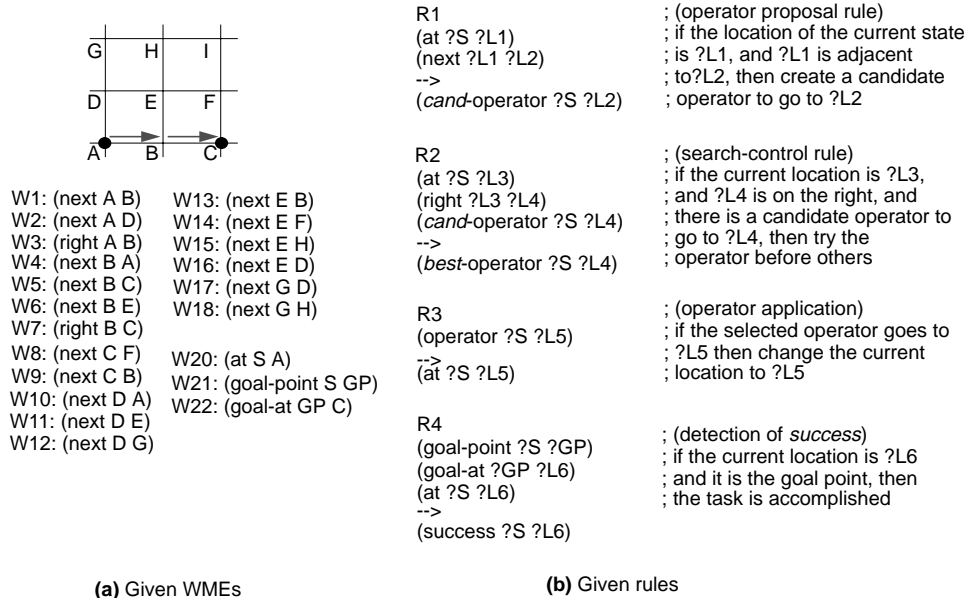 G H I
D E F
A B C
W1: (next A B)
W2: (next A D)
W3: (right A B)
W4: (next B A)
W5: (next B C)
W6: (next B E)
W7: (right B C)
W8: (next C F)
W9: (next C B)
W10: (next D A)
W11: (next D E)
W12: (next D G)
W13: (next E B)
W14: (next E F)
W15: (next E H)
W16: (next E D)
W17: (next G D)
W18: (next G H)
W20: (at S A)
W21: (goal-point S GP)
W22: (goal-at GP C)
(a) Given WMEs
R1
(at ?S ?L1)
(next ?L1 ?L2)
-->
(cand-operator ?S ?L2)
; (operator proposal rule)
; if the location of the current state
; is ?L1, and ?L1 is adjacent
; to?L2, then create a candidate
; operator to go to ?L2
R2
(at ?S ?L3)
(right ?L3 ?L4)
(cand-operator ?S ?L4)
-->
(best-operator ?S ?L4)
; (search-control rule)
; if the current location is ?L3,
; and ?L4 is on the right, and
; there is a candidate operator to
; go to ?L4, then try the
; operator before others
R3
(operator ?S ?L5)
-->
(at ?S ?L5)
; (operator application)
; if the selected operator goes to
; ?L5 then change the current
; location to ?L5
R4
(goal-point ?S ?GP)
(goal-at ?GP ?L6)
(at ?S ?L6)
-->
(success ?S ?L6)
; (detection of success)
; if the current location is ?L6
; and it is the goal point, then
; the task is accomplished
(b) Given rules